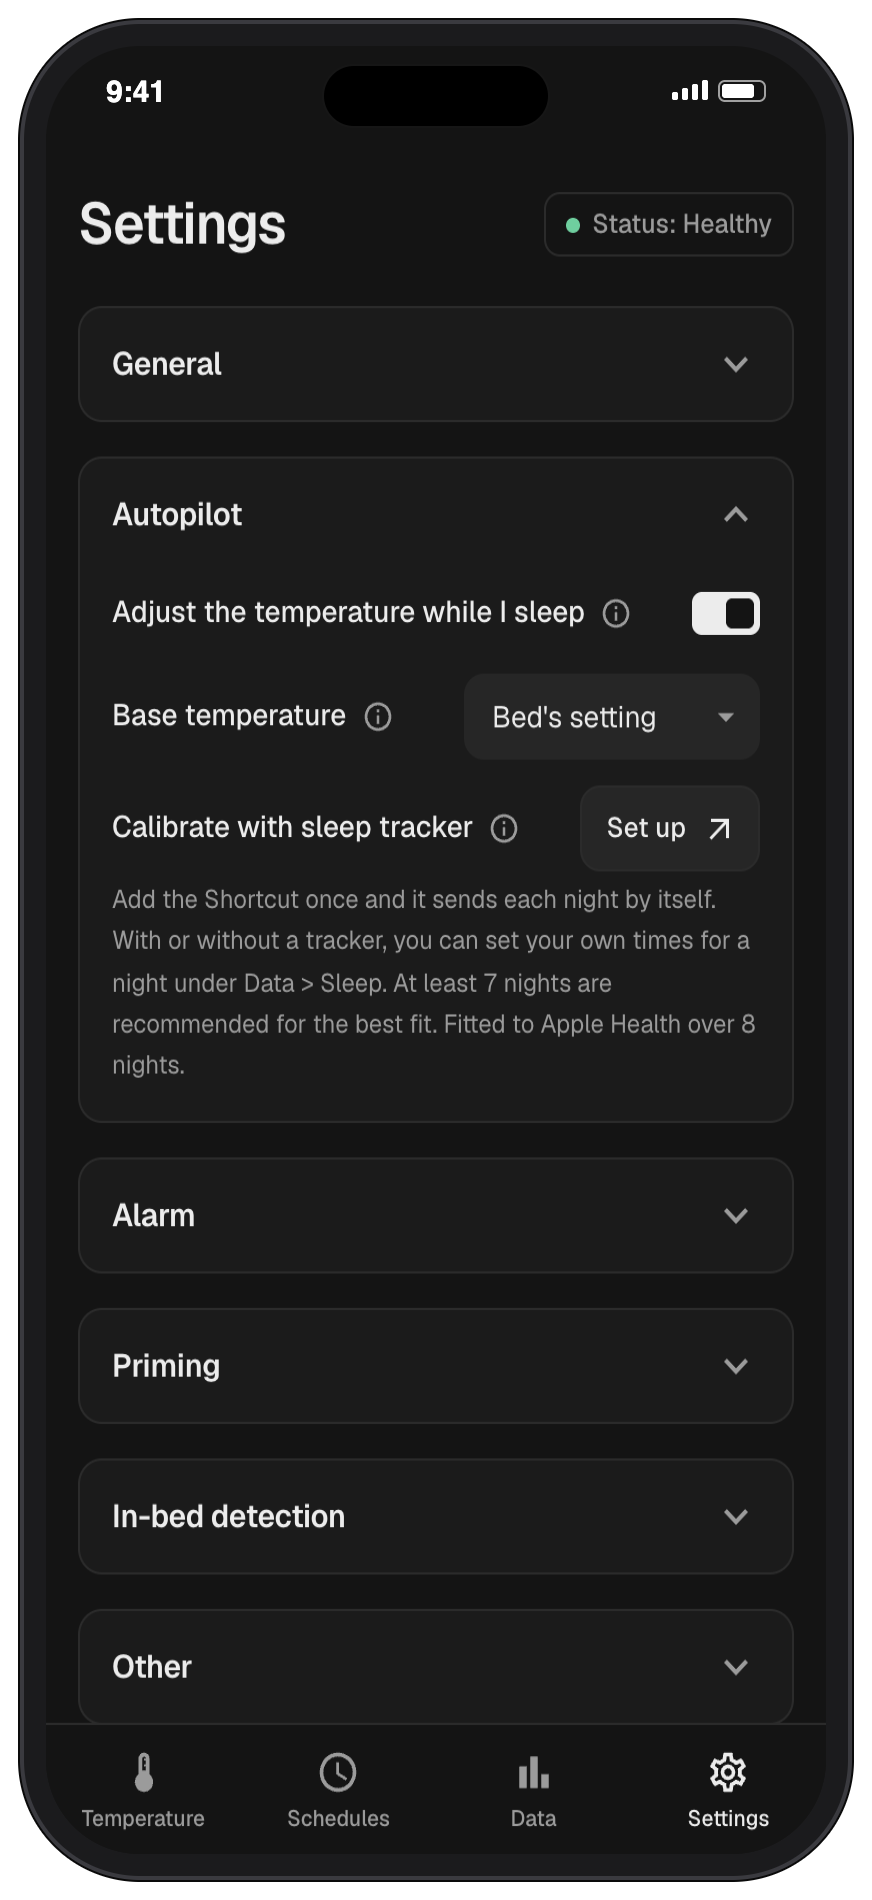 9:41
Settings
Status: Healthy
General
Autopilot
Adjust the temperature while I sleep
Base temperature
Bed's setting
Calibrate with sleep tracker
Set up
Add the Shortcut once and it sends each night by itself.
With or without a tracker, you can set your own times for a
night under Data > Sleep. At least 7 nights are
recommended for the best fit. Fitted to Apple Health over 8
nights.
Alarm
Priming
In-bed detection
Other
Temperature
Schedules
Data
Settings